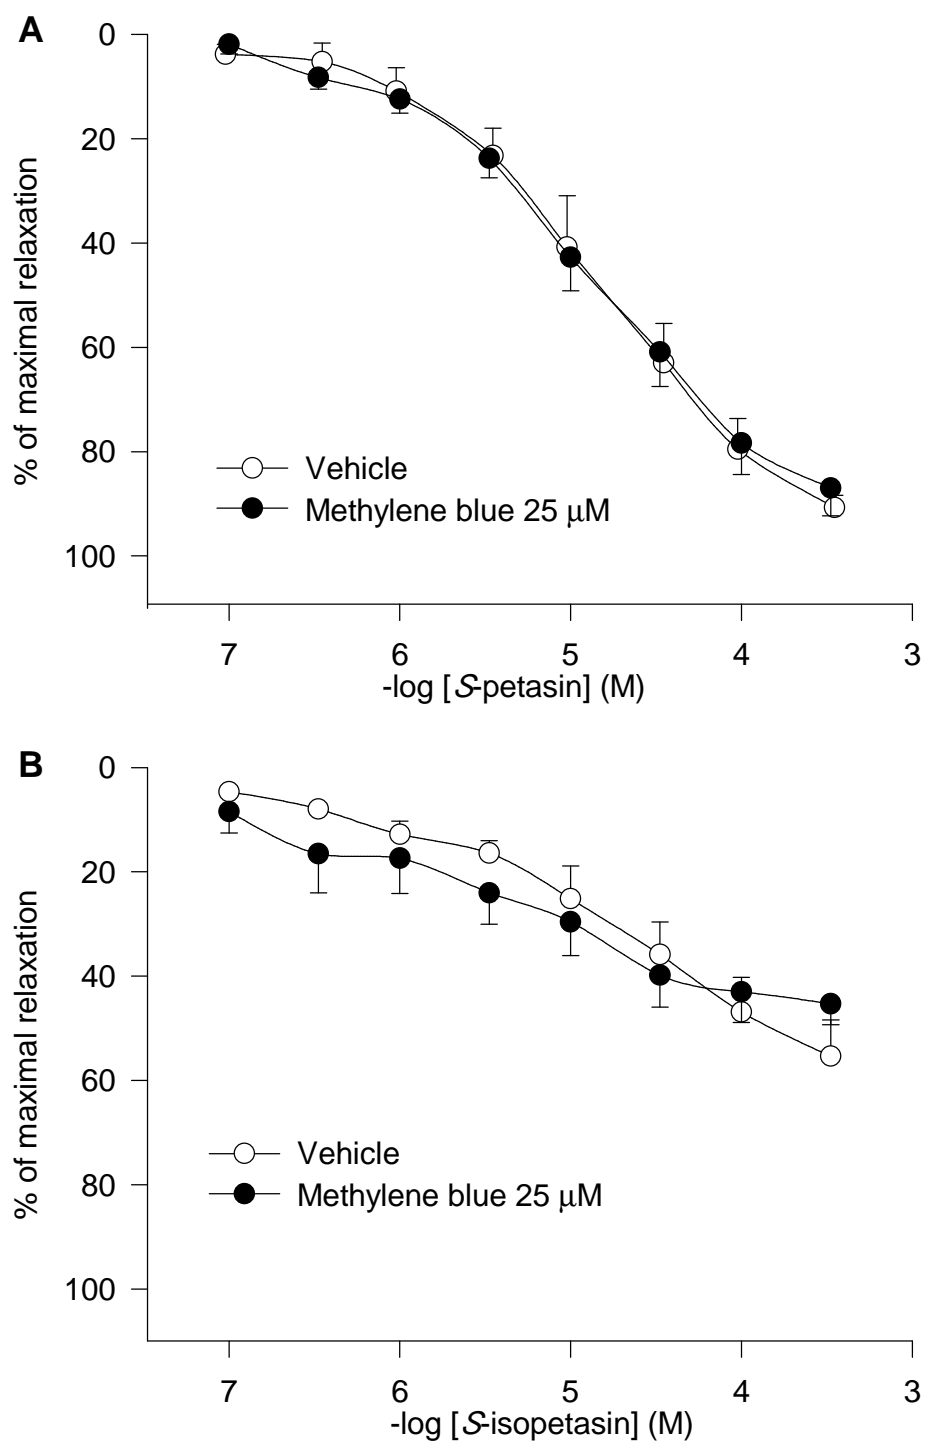 A
% of maximal relaxation
0
20
40
60
80
100
Vehicle
Methylene blue 25 μM
7 6 5 4 3
-log [S-petasin] (M)
B
% of maximal relaxation
0
20
40
60
80
100
Vehicle
Methylene blue 25 μM
7 6 5 4 3
-log [S-isopetasin] (M)